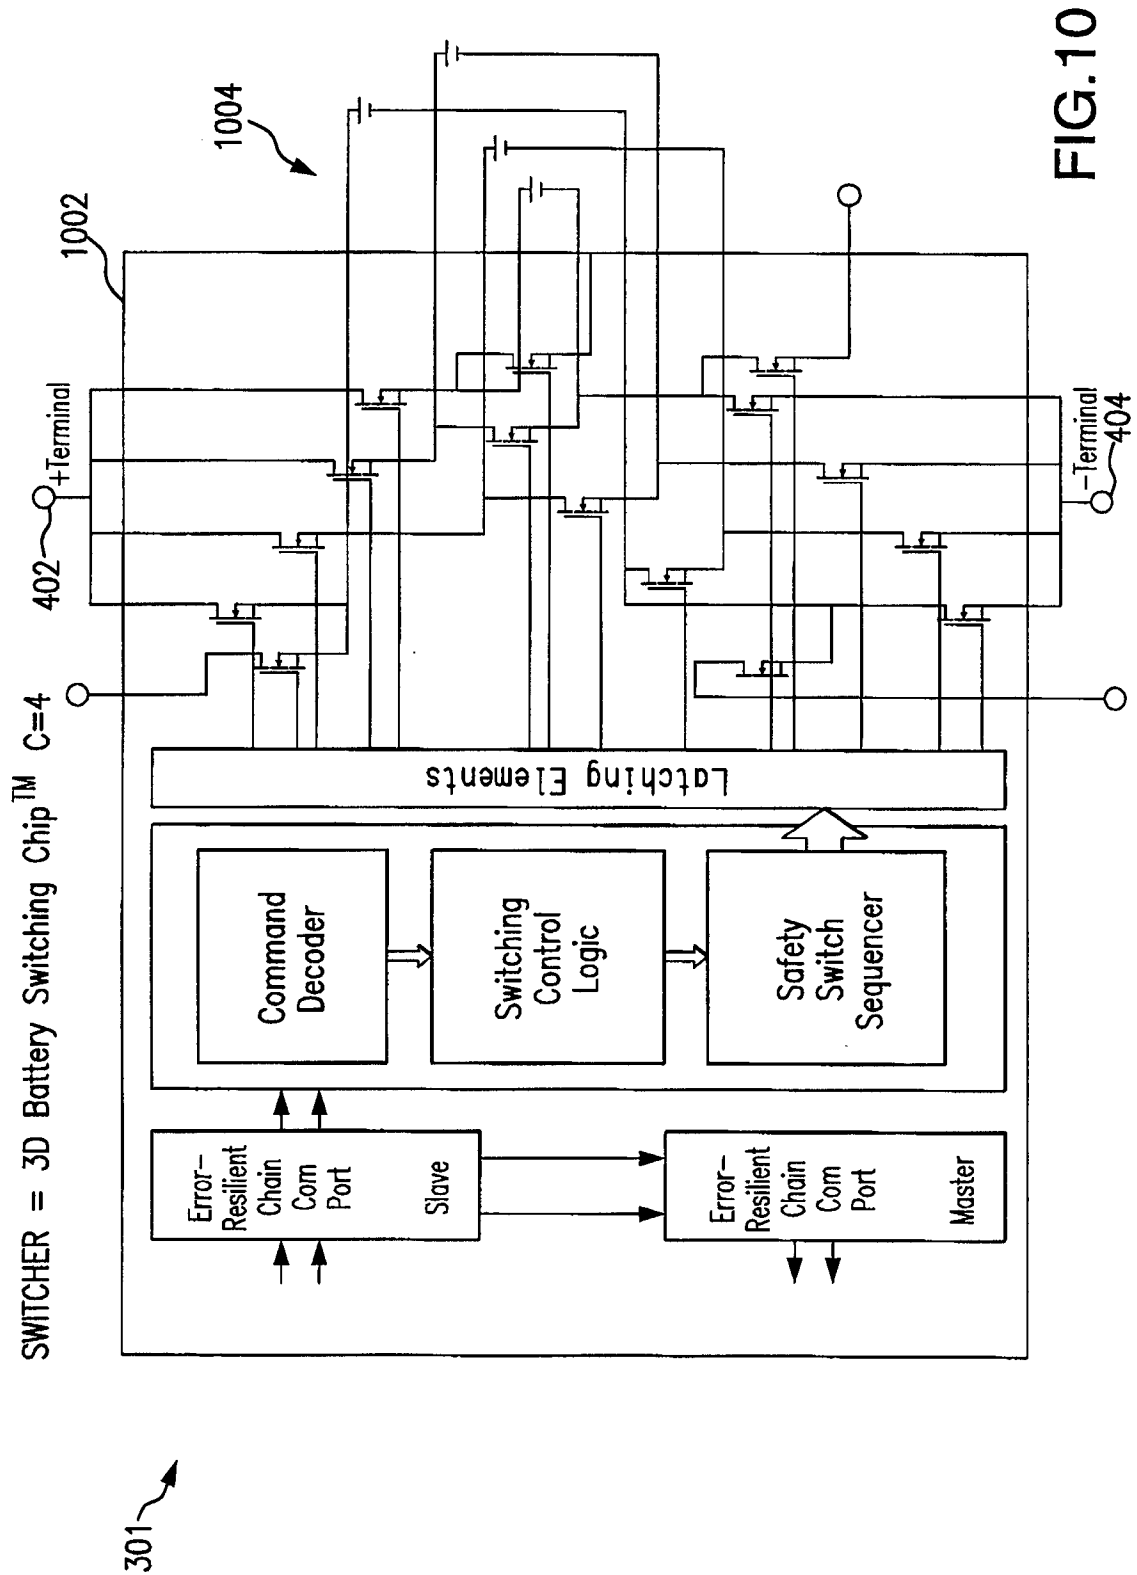 SWITCHER = 3D Battery Switching Chip™ C=4
301
402
+Terminal
1002
1004
Error-
Resilient
Chain
Com
Port
Slave
Error-
Resilient
Chain
Com
Port
Master
Command
Decoder
Switching
Control
Logic
Safety
Switch
Sequencer
Latching Elements
-Terminal
404
FIG.10